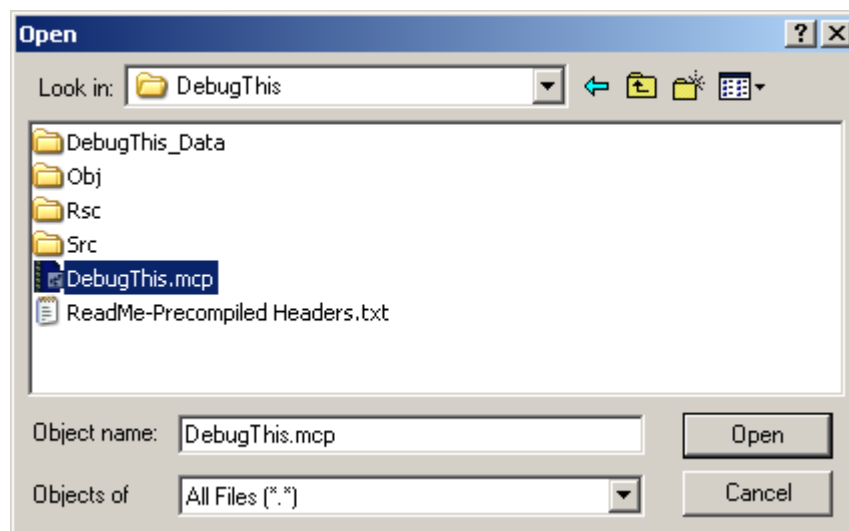 Open
Look in: DebugThis
DebugThis_Data
Obj
Rsc
Src
DebugThis.mcp
ReadMe-Precompiled Headers.txt
Object name: DebugThis.mcp Open
Objects of All Files (*.*) Cancel